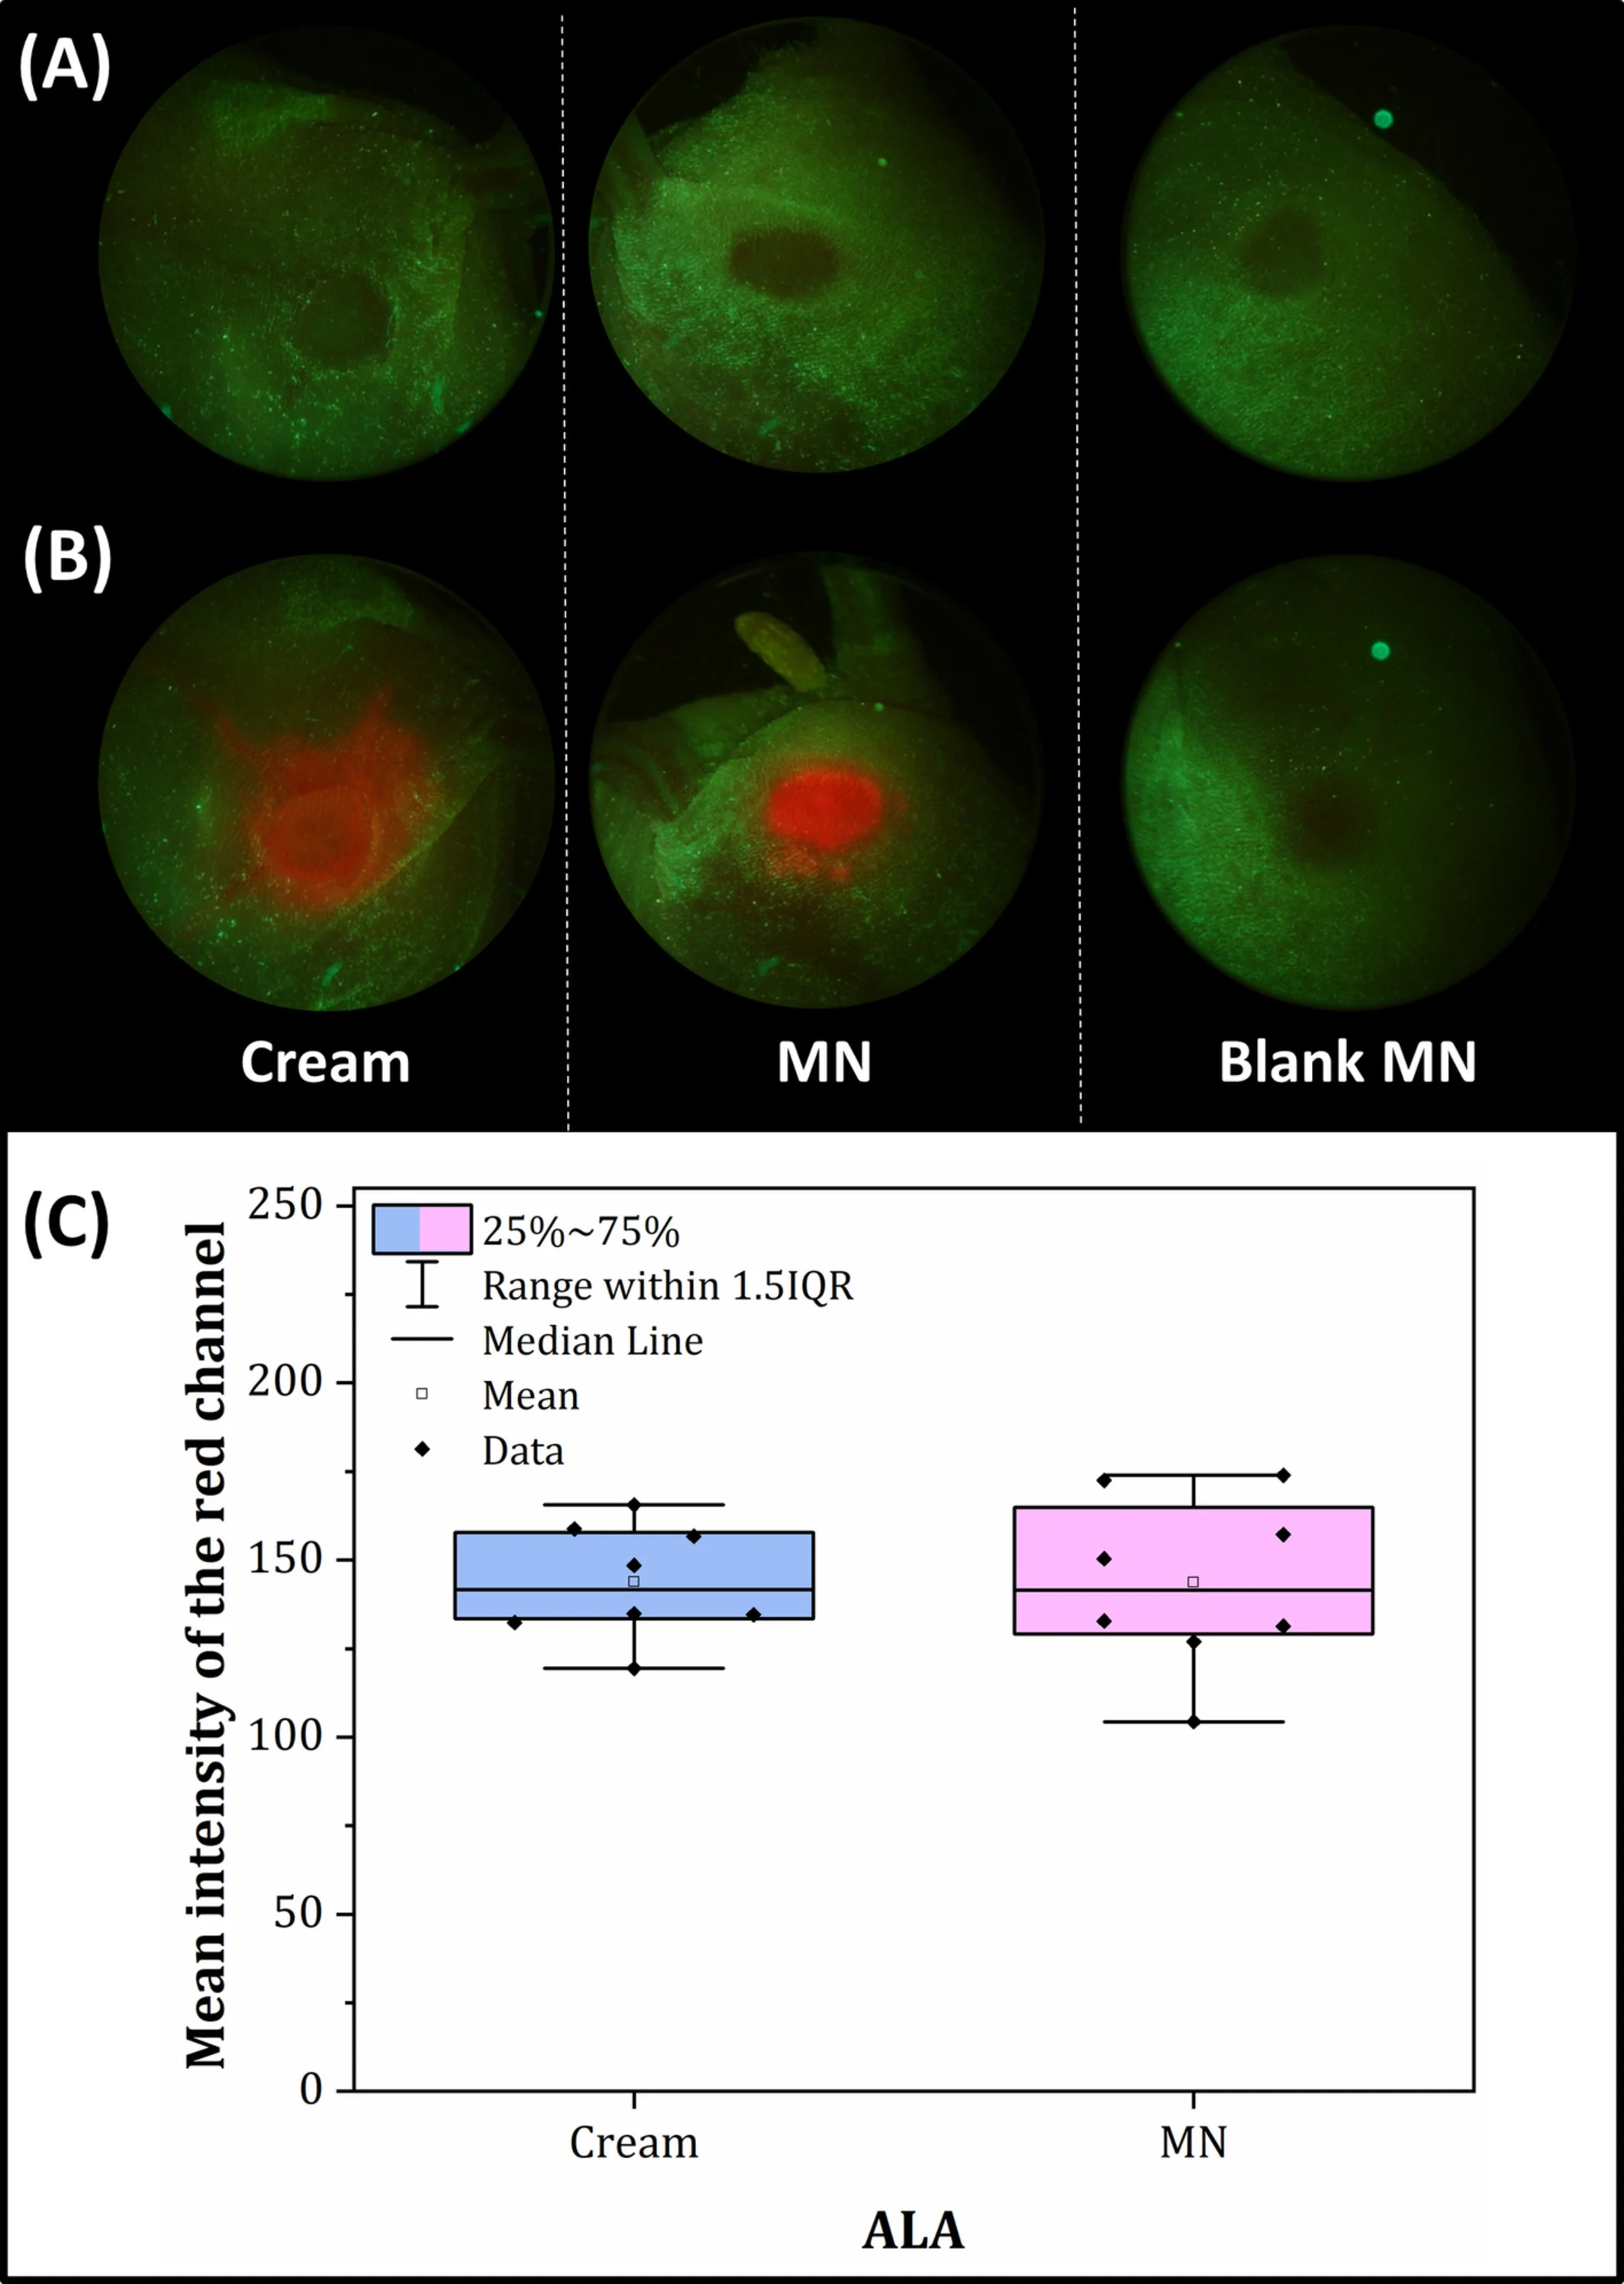 (A)
(B)
Cream
MN
Blank MN
(C)
Mean intensity of the red channel
250
200
150
100
50
0
25%~75%
Range within 1.5IQR
Median Line
Mean
Data
Cream
MN
ALA